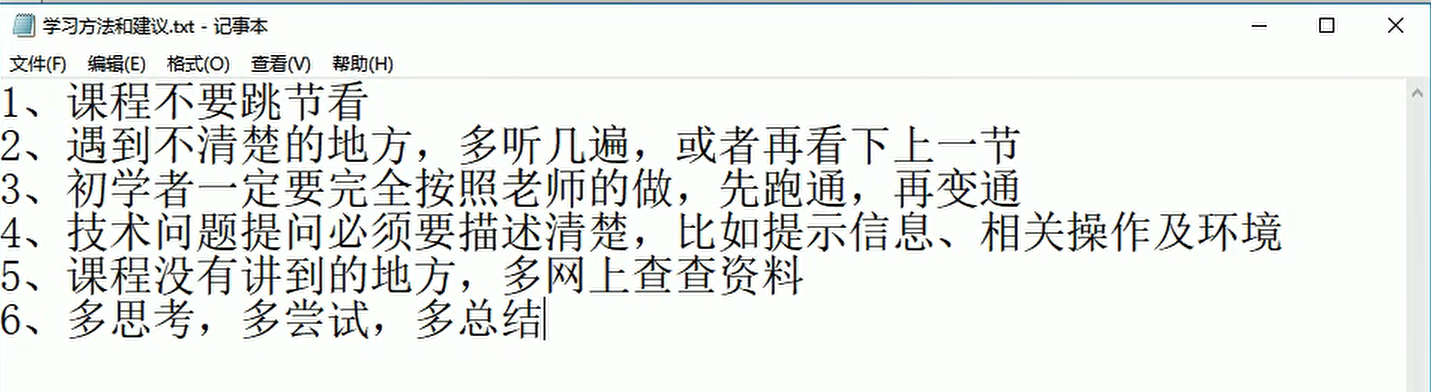 学习方法和建议.txt - 记事本
文件(F) 编辑(E) 格式(O) 查看(V) 帮助(H)
1、课程不要跳节看
2、遇到不清楚的地方，多听几遍，或者再看下上一节
3、初学者一定要完全按照老师的做，先跑通，再变通
4、技术问题提问必须要描述清楚，比如提示信息、相关操作及环境
5、课程没有讲到的地方，多网上查查资料
6、多思考，多尝试，多总结